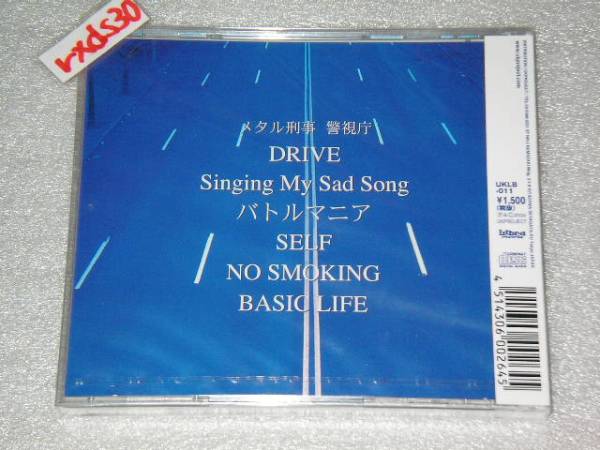 rxds30
メタル刑事 警視庁
DRIVE
Singing My Sad Song
バトルマニア
SELF
NO SMOKING
BASIC LIFE
UKLB
-011
¥1,500
4 514306 002645